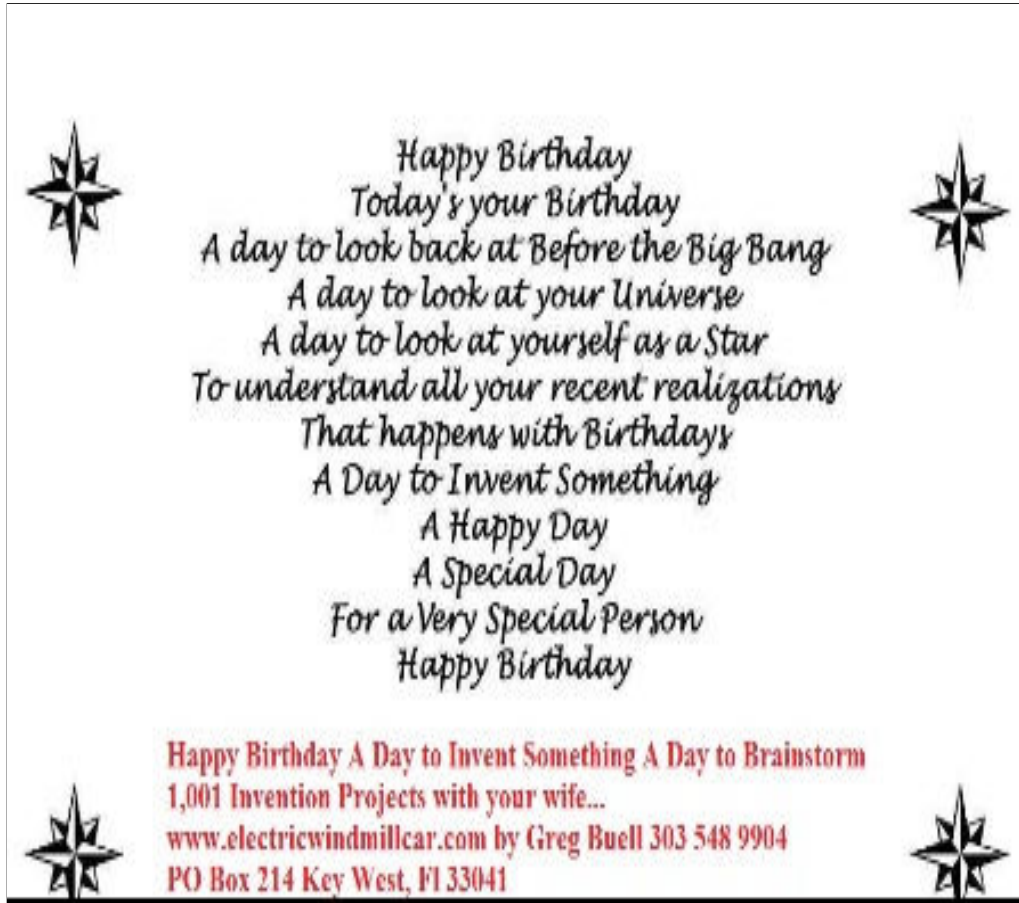 Happy Birthday
Today's your Birthday
A day to look back at Before the Big Bang
A day to look at your Universe
A day to look at yourself as a Star
To understand all your recent realizations
That happens with Birthdays
A Day to Invent Something
A Happy Day
A Special Day
For a Very Special Person
Happy Birthday
Happy Birthday A Day to Invent Something A Day to Brainstorm
1,001 Invention Projects with your wife...
www.electricwindmillcar.com by Greg Buell 303 548 9904
PO Box 214 Key West, Fl 33041